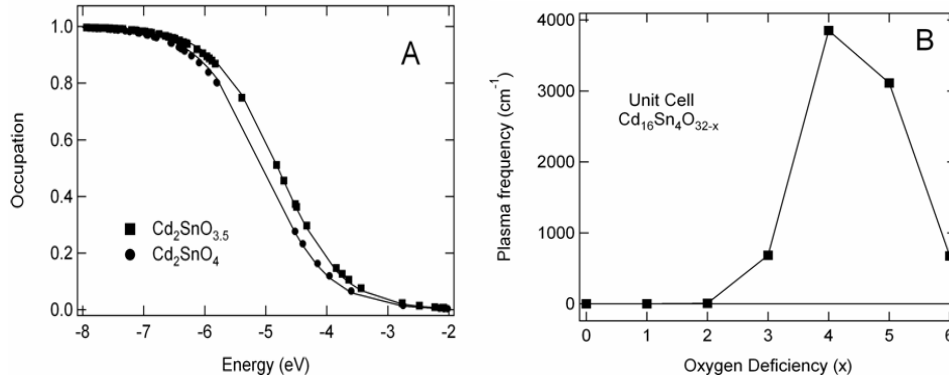 A
1.0
0.8
0.6
0.4
0.2
0.0
Occupation
Cd₂SnO₃.₅
Cd₂SnO₄
-8
-7
-6
-5
-4
-3
-2
Energy (eV)
B
4000
3000
2000
1000
0
Plasma frequency (cm⁻¹)
Unit Cell
Cd₁₆Sn₄O₃₂₋ₓ
0
1
2
3
4
5
6
Oxygen Deficiency (x)